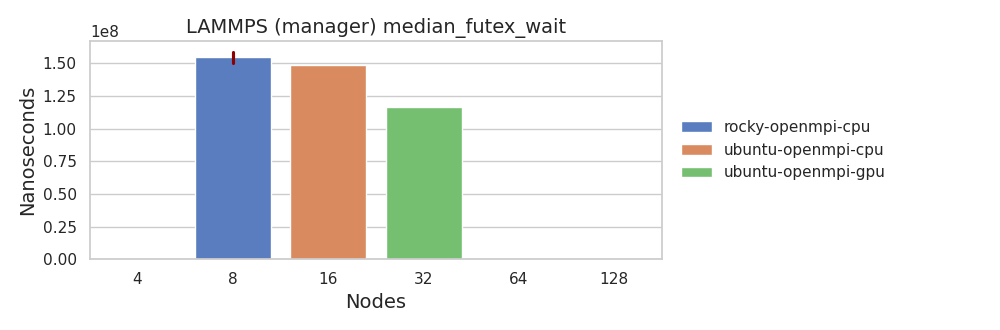 LAMMPS (manager) median_futex_wait
1e8
1.50
1.25
1.00
0.75
0.50
0.25
0.00
Nanoseconds
4 8 16 32 64 128
Nodes
rocky-openmpi-cpu
ubuntu-openmpi-cpu
ubuntu-openmpi-gpu